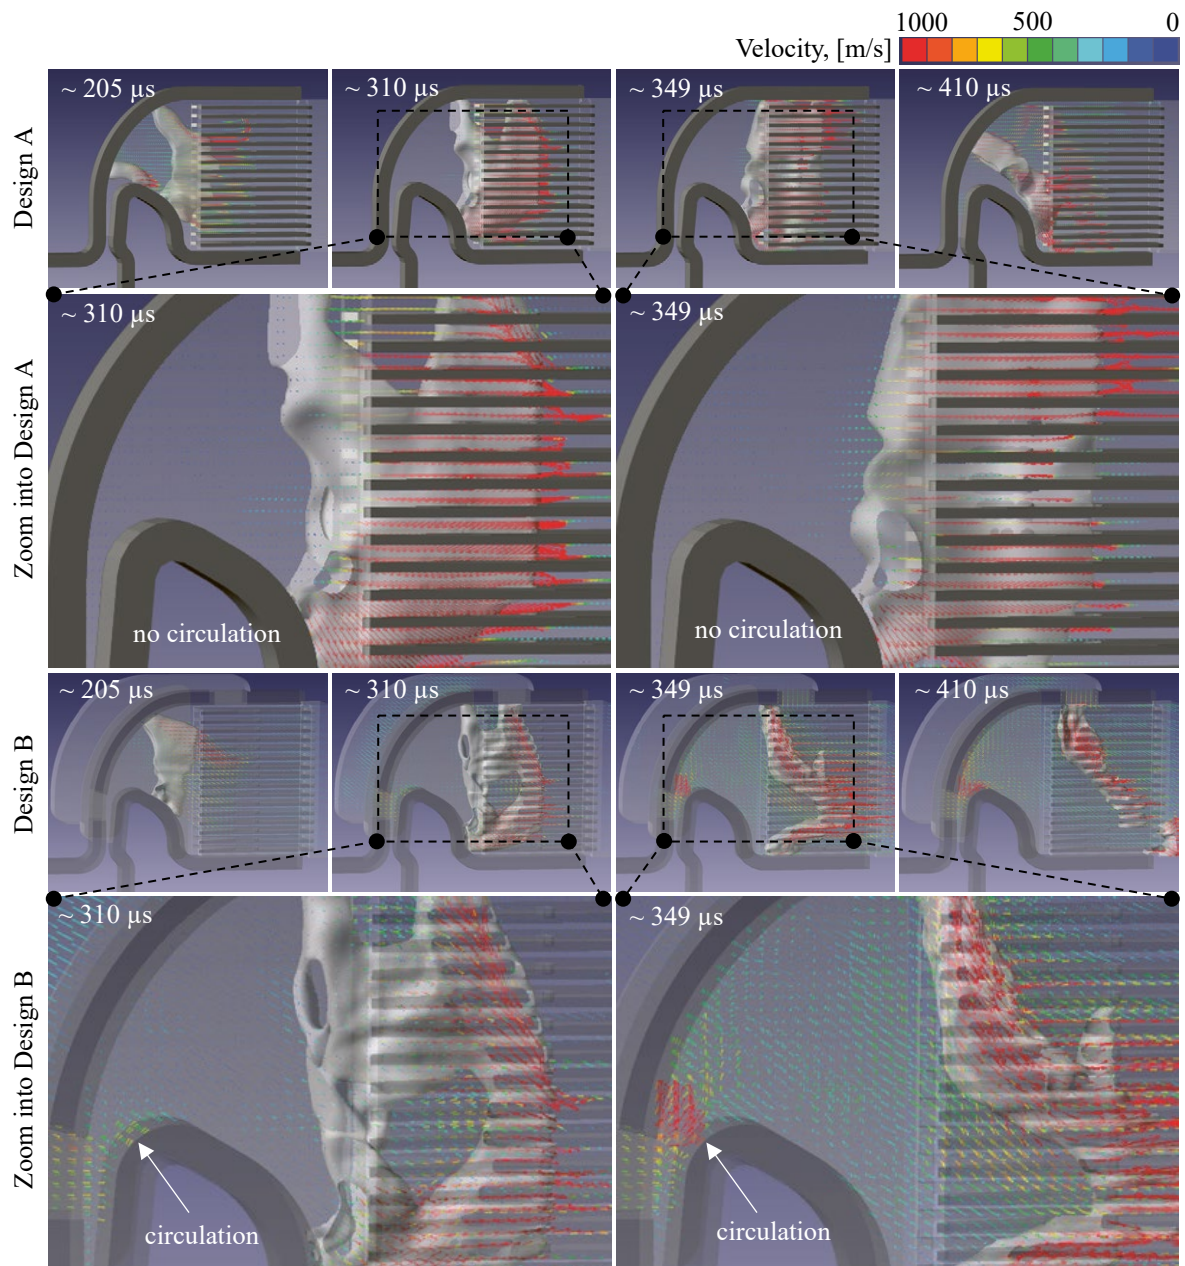 1000 500 0
Velocity, [m/s]
Design A
~ 205 µs
~ 310 µs
~ 349 µs
~ 410 µs
Zoom into Design A
~ 310 µs
no circulation
~ 349 µs
no circulation
Design B
~ 205 µs
~ 310 µs
~ 349 µs
~ 410 µs
Zoom into Design B
~ 310 µs
circulation
~ 349 µs
circulation